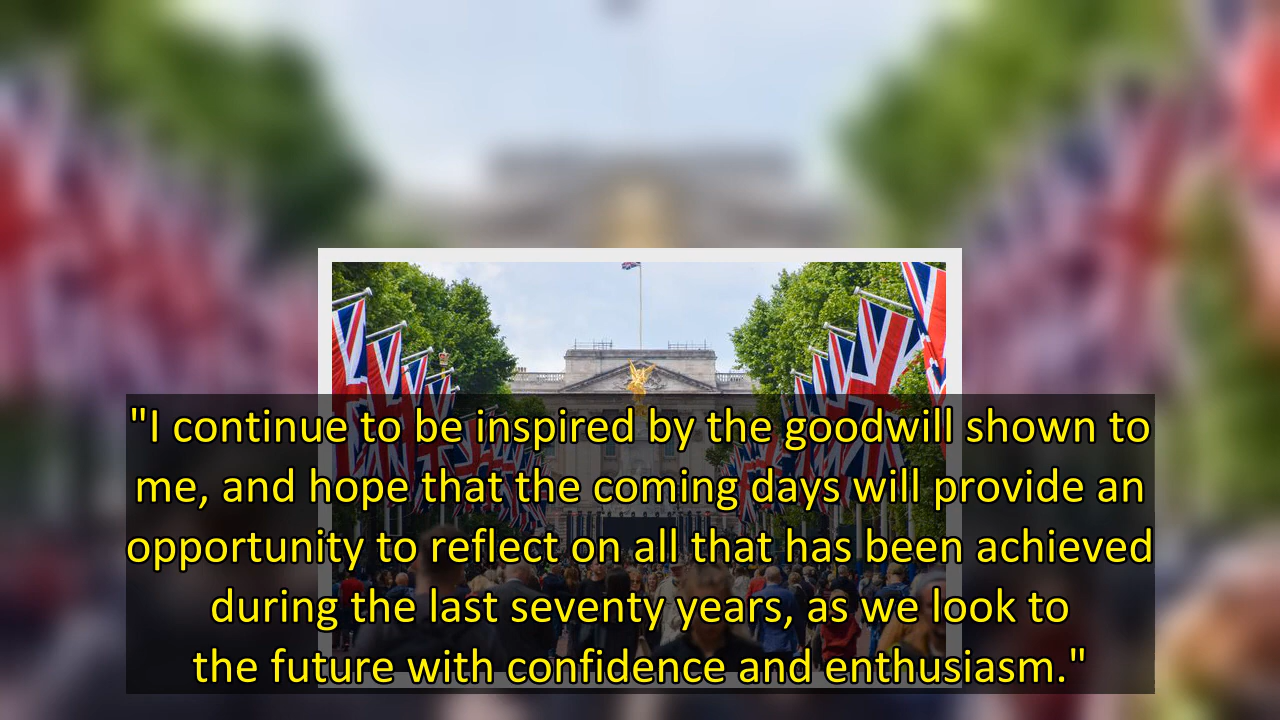 "I continue to be inspired by the goodwill shown to
me, and hope that the coming days will provide an
opportunity to reflect on all that has been achieved
during the last seventy years, as we look to
the future with confidence and enthusiasm."